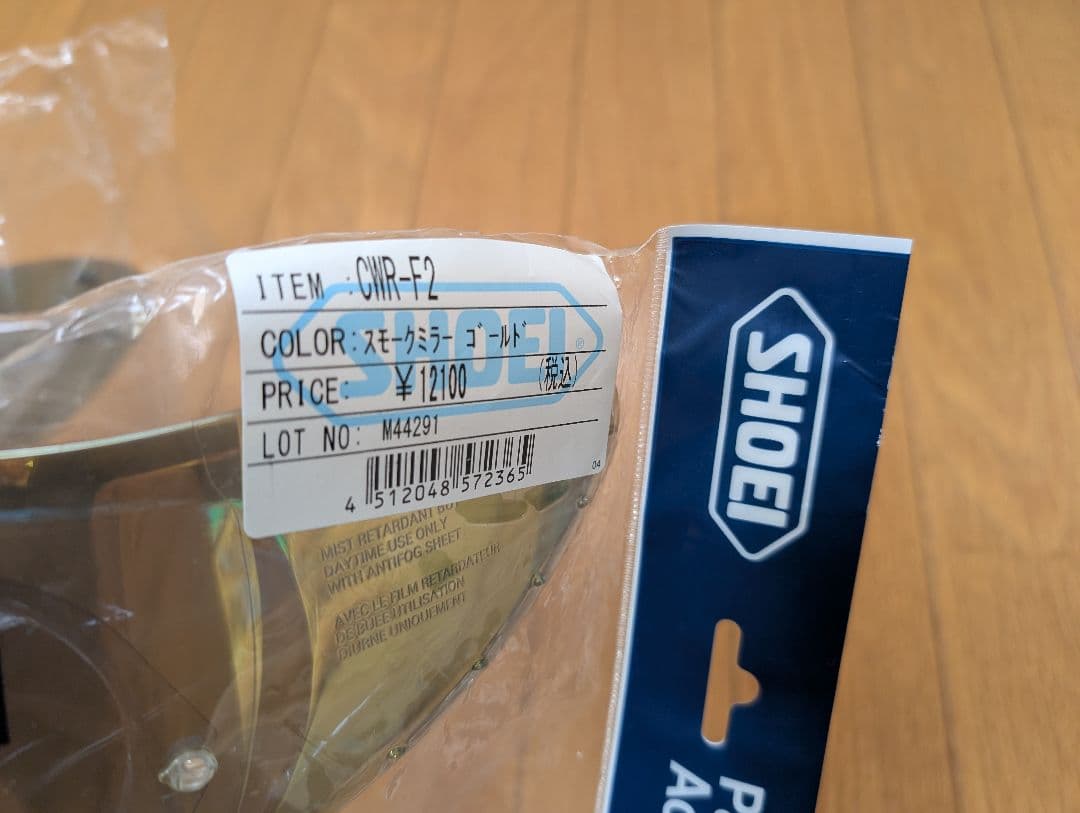 ITEM :CWR-F2
COLOR:スモークミラー ゴールド
PRICE: ¥12100 (税込)
LOT NO: M44291
4 512048 572365
04
SHOEI®
MIST RETARDANT
DAYTIME USE ONLY
WITH ANTIFOG SHEET
AVEC LE FILM RETARDATEUR
DE BUEE UTILISATION
DIURNE UNIQUEMENT
SHOEI